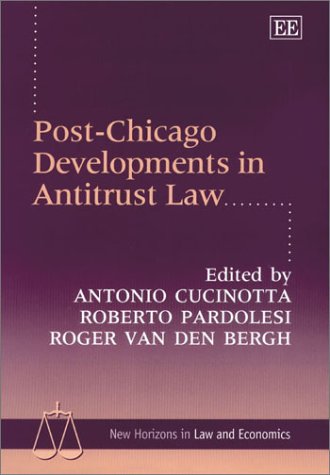 EE
Post-Chicago
Developments in
Antitrust Law
Edited by
ANTONIO CUCINOTTA
ROBERTO PARDOLESI
ROGER VAN DEN BERGH
New Horizons in Law and Economics